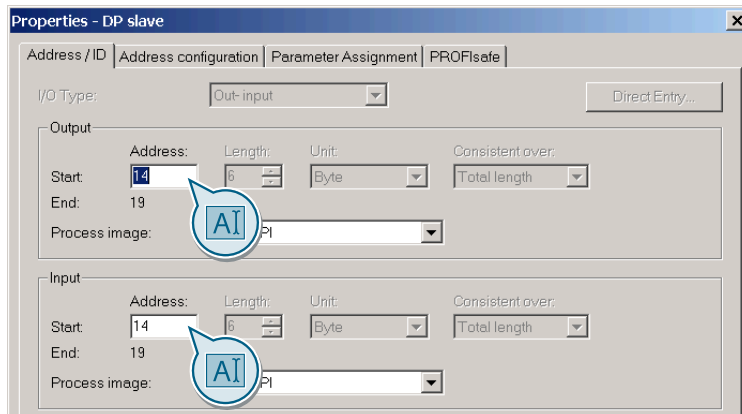 Properties - DP slave
Address / ID Address configuration Parameter Assignment PROFIsafe
I/O Type: Out- input Direct Entry...
Output
Address: Length: Unit: Consistent over:
Start: 14 6 Byte Total length
End: 19
Process image: PI
Input
Address: Length: Unit: Consistent over:
Start: 14 6 Byte Total length
End: 19
Process image: PI